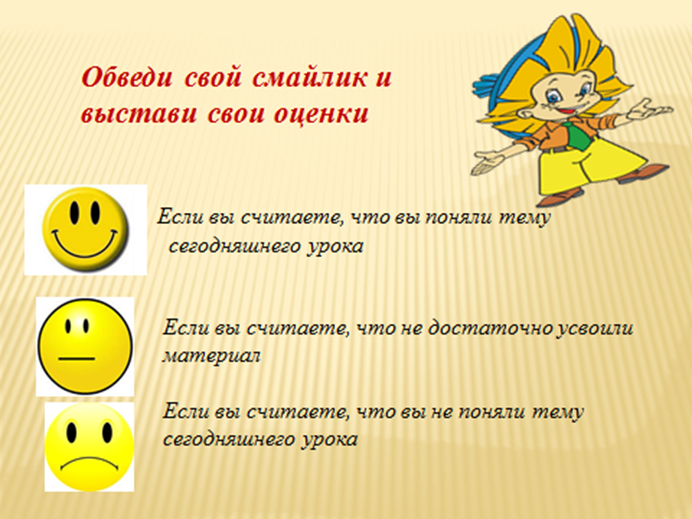 Обведи свой смайлик и
выстави свои оценки
Если вы считаете, что вы поняли тему
сегодняшнего урока
Если вы считаете, что не достаточно усвоили
материал
Если вы считаете, что вы не поняли тему
сегодняшнего урока